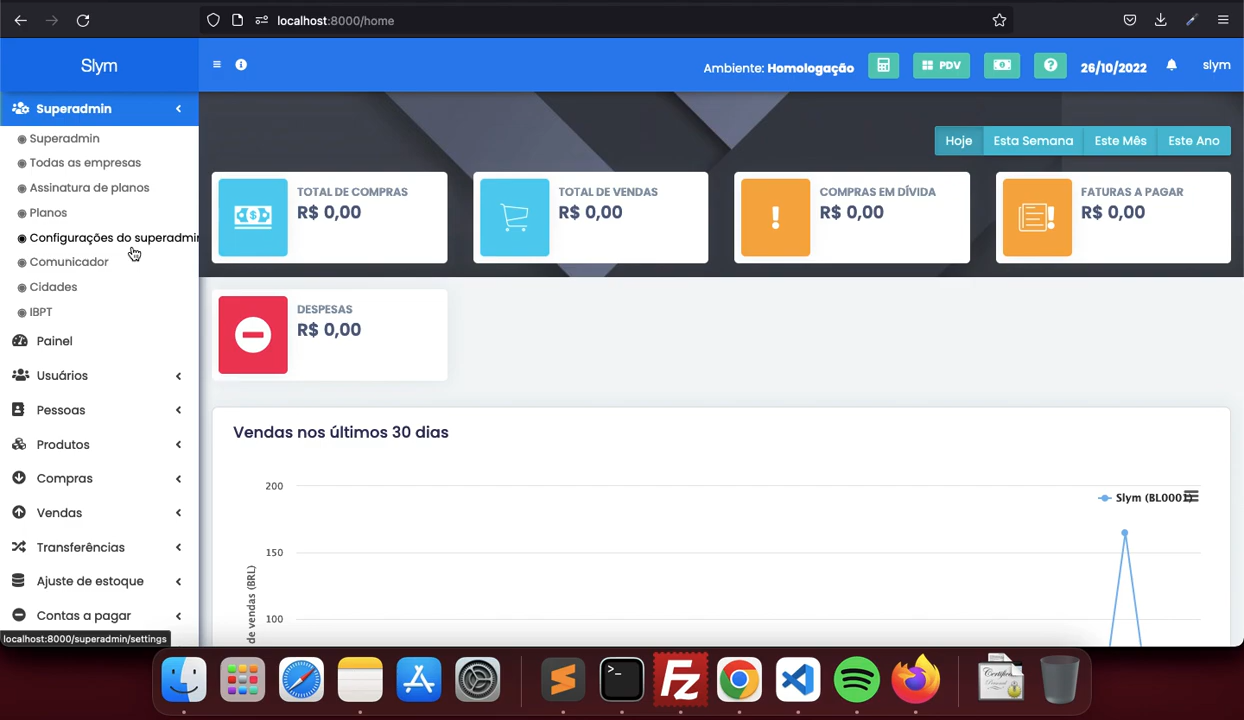 localhost:8000/home
Slym
Ambiente: Homologação
PDV
26/10/2022
slym
Superadmin
Superadmin
Todas as empresas
Assinatura de planos
Planos
Configurações do superadmin
Comunicador
Cidades
IBPT
Painel
Usuários
Pessoas
Produtos
Compras
Vendas
Transferências
Ajuste de estoque
Contas a pagar
localhost:8000/superadmin/settings
Hoje
Esta Semana
Este Mês
Este Ano
TOTAL DE COMPRAS
R$ 0,00
TOTAL DE VENDAS
R$ 0,00
COMPRAS EM DÍVIDA
R$ 0,00
FATURAS A PAGAR
R$ 0,00
DESPESAS
R$ 0,00
Vendas nos últimos 30 dias
200
150
100
de vendas (BRL)
Slym (BL0001)